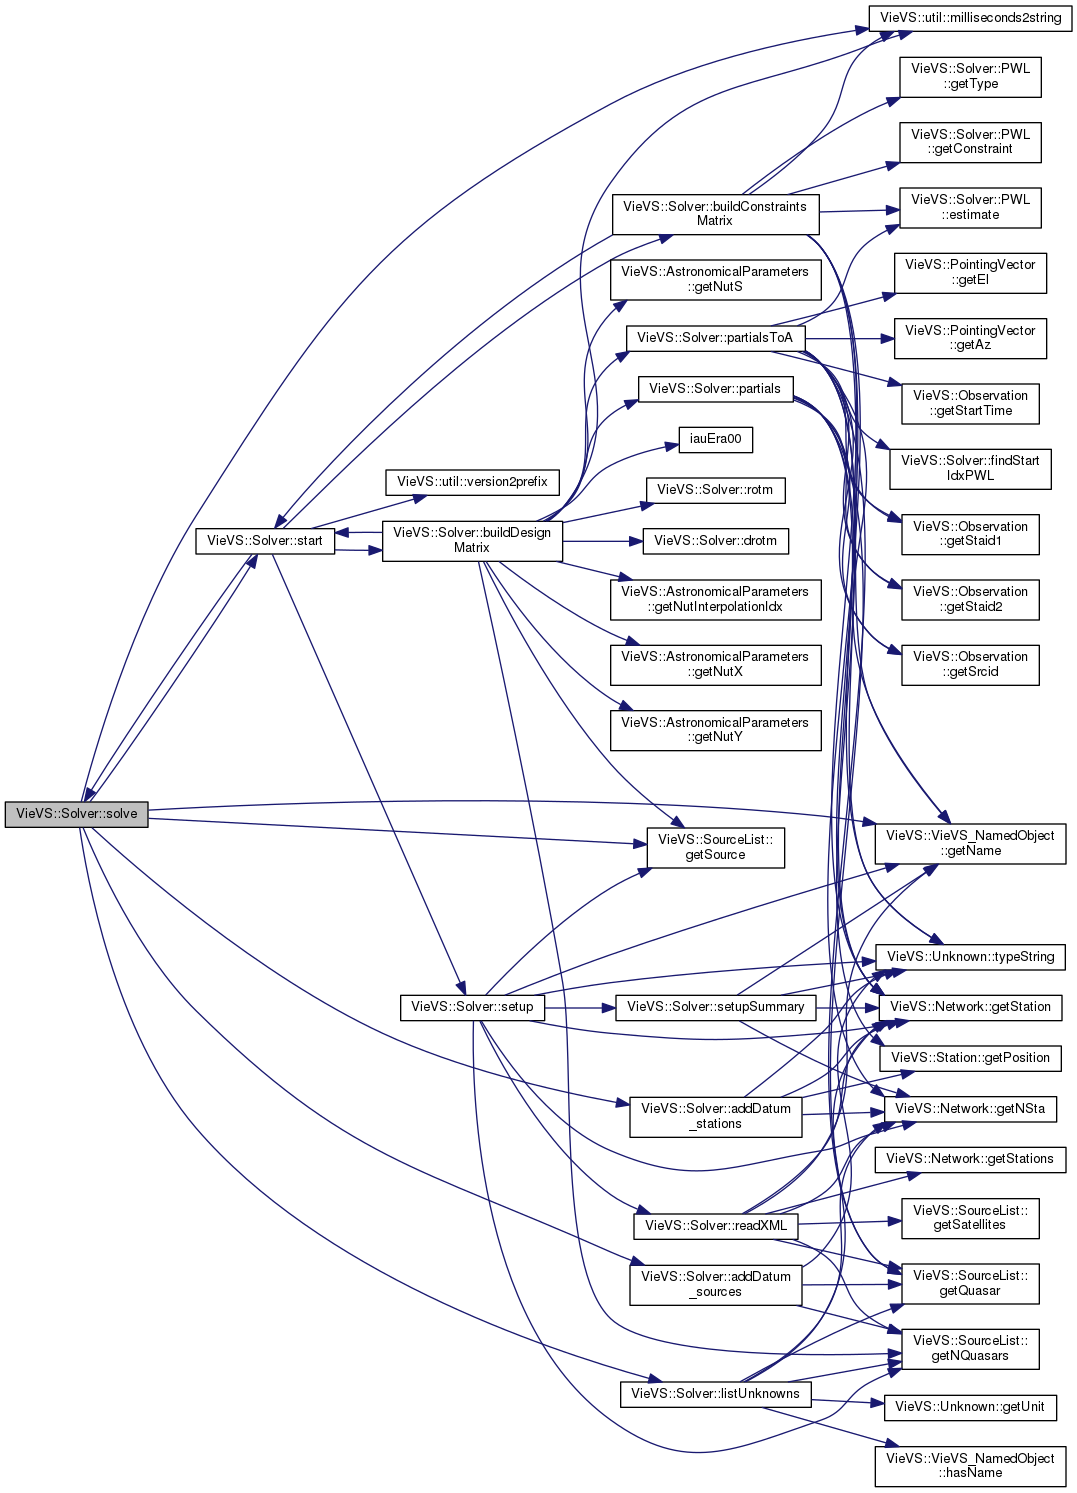 VieVS::util::milliseconds2string
VieVS::Solver::PWL
::getType
VieVS::Solver::PWL
::getConstraint
VieVS::Solver::buildConstraints
Matrix
VieVS::Solver::PWL
::estimate
VieVS::AstronomicalParameters
::getNutS
VieVS::PointingVector
::getEl
VieVS::Solver::partialsToA
VieVS::PointingVector
::getAz
VieVS::Solver::partials
VieVS::Observation
::getStartTime
iauEra00
VieVS::Solver::findStart
IdxPWL
VieVS::util::version2prefix
VieVS::Solver::rotm
VieVS::Solver::start
VieVS::Solver::buildDesign
Matrix
VieVS::Solver::drotm
VieVS::Observation
::getStaid1
VieVS::AstronomicalParameters
::getNutInterpolationIdx
VieVS::Observation
::getStaid2
VieVS::AstronomicalParameters
::getNutX
VieVS::Observation
::getSrcid
VieVS::AstronomicalParameters
::getNutY
VieVS::Solver::solve
VieVS::SourceList::
getSource
VieVS::VieVS_NamedObject
::getName
VieVS::Unknown::typeString
VieVS::Solver::setup
VieVS::Solver::setupSummary
VieVS::Network::getStation
VieVS::Station::getPosition
VieVS::Solver::addDatum
_stations
VieVS::Network::getNSta
VieVS::Network::getStations
VieVS::Solver::readXML
VieVS::SourceList::
getSatellites
VieVS::Solver::addDatum
_sources
VieVS::SourceList::
getQuasar
VieVS::SourceList::
getNQuasars
VieVS::Solver::listUnknowns
VieVS::Unknown::getUnit
VieVS::VieVS_NamedObject
::hasName